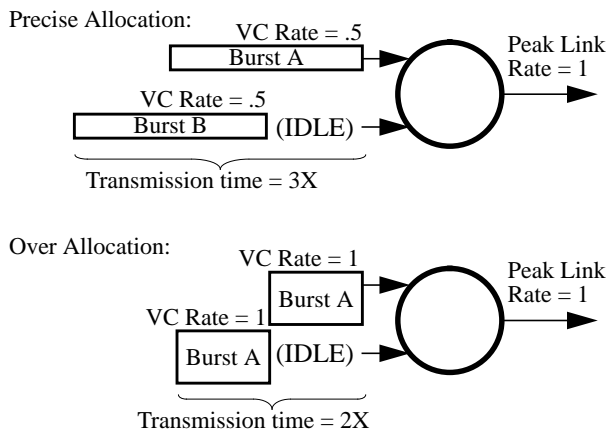 Precise Allocation:
VC Rate = .5
Burst A
Peak Link
Rate = 1
VC Rate = .5
Burst B
(IDLE)
Transmission time = 3X
Over Allocation:
VC Rate = 1
Burst A
Peak Link
Rate = 1
VC Rate = 1
Burst A
(IDLE)
Transmission time = 2X